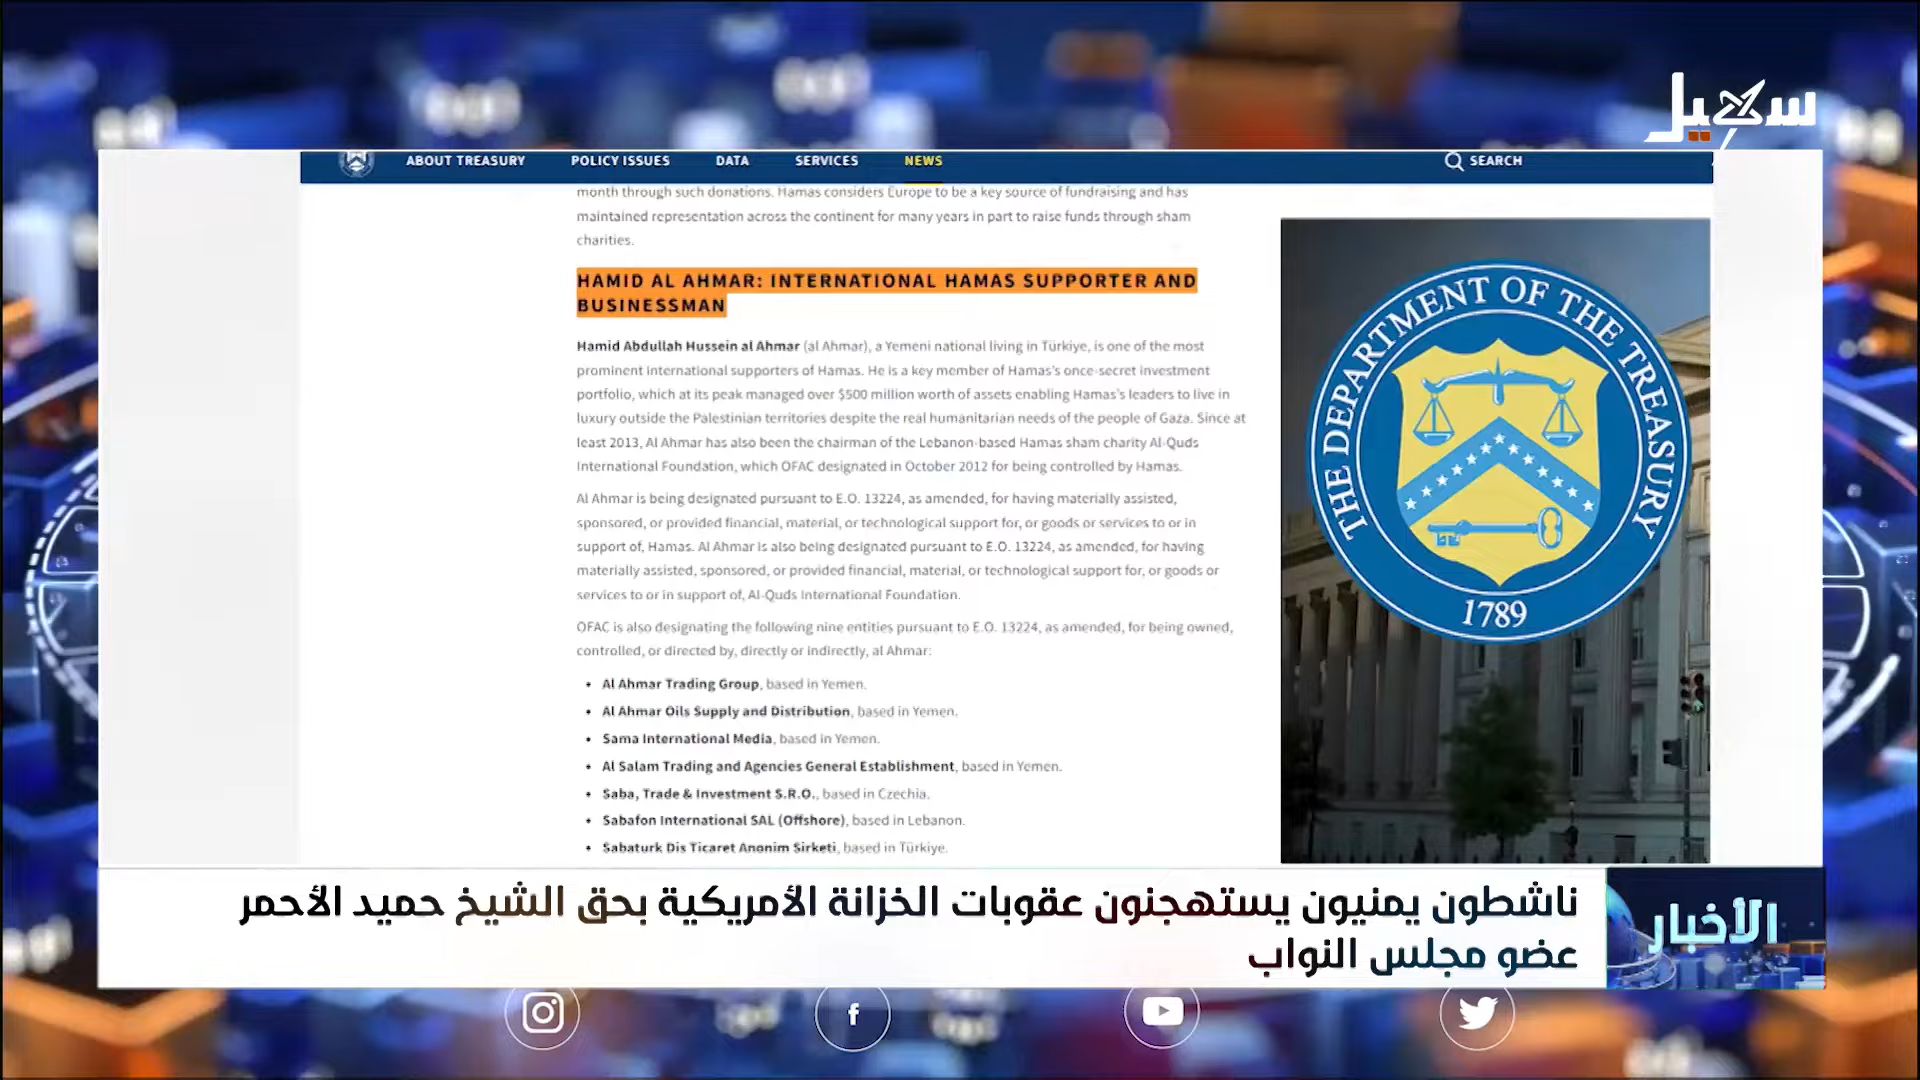 سهيل
ABOUT TREASURY POLICY ISSUES DATA SERVICES NEWS SEARCH
month through such donations. Hamas considers Europe to be a key source of fundraising and has
maintained representation across the continent for many years in part to raise funds through sham
charities.
HAMID AL AHMAR: INTERNATIONAL HAMAS SUPPORTER AND
BUSINESSMAN
Hamid Abdullah Hussein al Ahmar (al Ahmar), a Yemeni national living in Türkiye, is one of the most
prominent international supporters of Hamas. He is a key member of Hamas's once-secret investment
portfolio, which at its peak managed over $500 million worth of assets enabling Hamas's leaders to live in
luxury outside the Palestinian territories despite the real humanitarian needs of the people of Gaza. Since at
least 2013, Al Ahmar has also been the chairman of the Lebanon-based Hamas sham charity Al-Quds
International Foundation, which OFAC designated in October 2012 for being controlled by Hamas.
Al Ahmar is being designated pursuant to E.O. 13224, as amended, for having materially assisted,
sponsored, or provided financial, material, or technological support for, or goods or services to or in
support of, Hamas. Al Ahmar is also being designated pursuant to E.O. 13224, as amended, for having
materially assisted, sponsored, or provided financial, material, or technological support for, or goods or
services to or in support of, Al-Quds International Foundation.
OFAC is also designating the following nine entities pursuant to E.O. 13224, as amended, for being owned,
controlled, or directed by, directly or indirectly, al Ahmar:
• Al Ahmar Trading Group, based in Yemen.
• Al Ahmar Oils Supply and Distribution, based in Yemen.
• Sama International Media, based in Yemen.
• Al Salam Trading and Agencies General Establishment, based in Yemen.
• Saba, Trade & Investment S.R.O., based in Czechia.
• Sabafon International SAL (Offshore), based in Lebanon.
• Sabaturk Dis Ticaret Anonim Sirketi, based in Türkiye.
THE DEPARTMENT OF THE TREASURY
1789
الأخبار
ناشطون يمنيون يستهجنون عقوبات الخزانة الأمريكية بحق الشيخ حميد الأحمر
عضو مجلس النواب